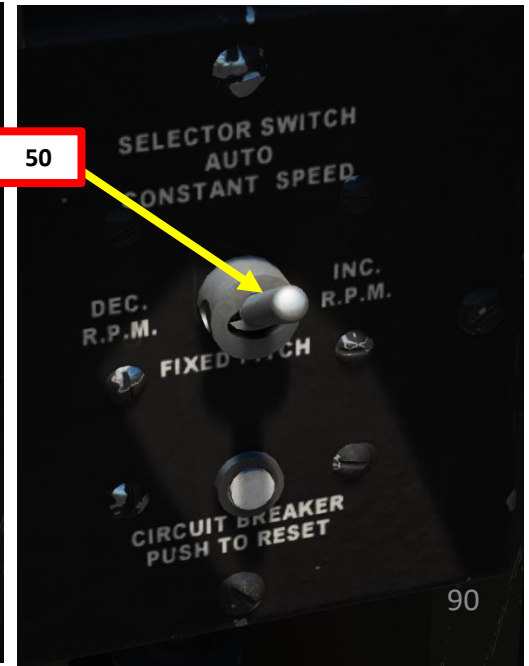 50
SELECTOR SWITCH
AUTO
CONSTANT SPEED
DEC.
R.P.M.
INC.
R.P.M.
FIXED PITCH
CIRCUIT BREAKER
PUSH TO RESET
90